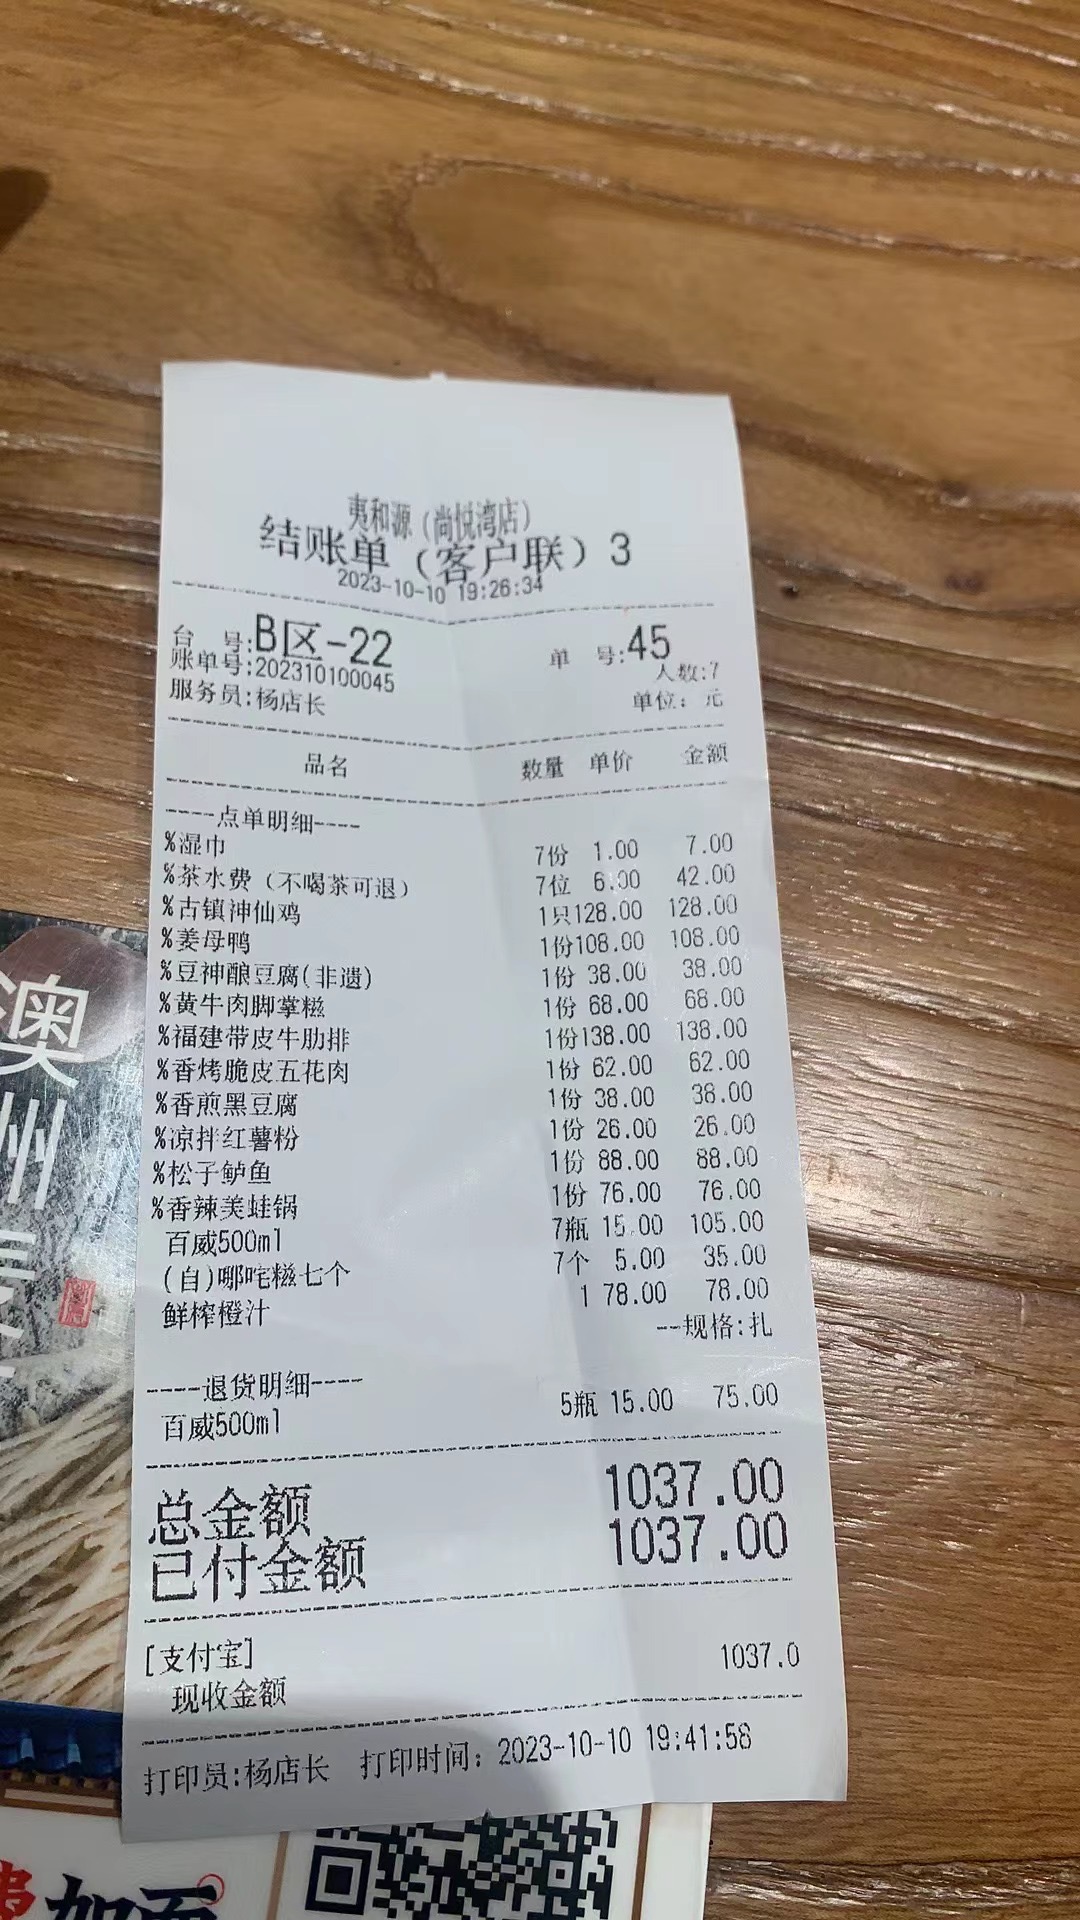 夷和源（尚悦湾店）
结账单（客户联）3
2023-10-10 19:26:34
台 号:B区-22 单 号:45
账单号:202310100045 人数:7
服务员:杨店长 单位：元
品名 数量 单价 金额
----点单明细----
%湿巾 7份 1.00 7.00
%茶水费（不喝茶可退） 7位 6.00 42.00
%古镇神仙鸡 1只128.00 128.00
%姜母鸭 1份108.00 108.00
%豆神酿豆腐(非遗) 1份 38.00 38.00
%黄牛肉脚掌糍 1份 68.00 68.00
%福建带皮牛肋排 1份138.00 138.00
%香烤脆皮五花肉 1份 62.00 62.00
%香煎黑豆腐 1份 38.00 38.00
%凉拌红薯粉 1份 26.00 26.00
%松子鲈鱼 1份 88.00 88.00
%香辣美蛙锅 1份 76.00 76.00
百威500ml 7瓶 15.00 105.00
(自)哪吒糍七个 7个 5.00 35.00
鲜榨橙汁 1 78.00 78.00
--规格:扎
----退货明细----
百威500ml 5瓶 15.00 75.00
总金额 1037.00
已付金额 1037.00
[支付宝] 1037.0
现收金额
打印员:杨店长 打印时间：2023-10-10 19:41:58
澳
州
加面